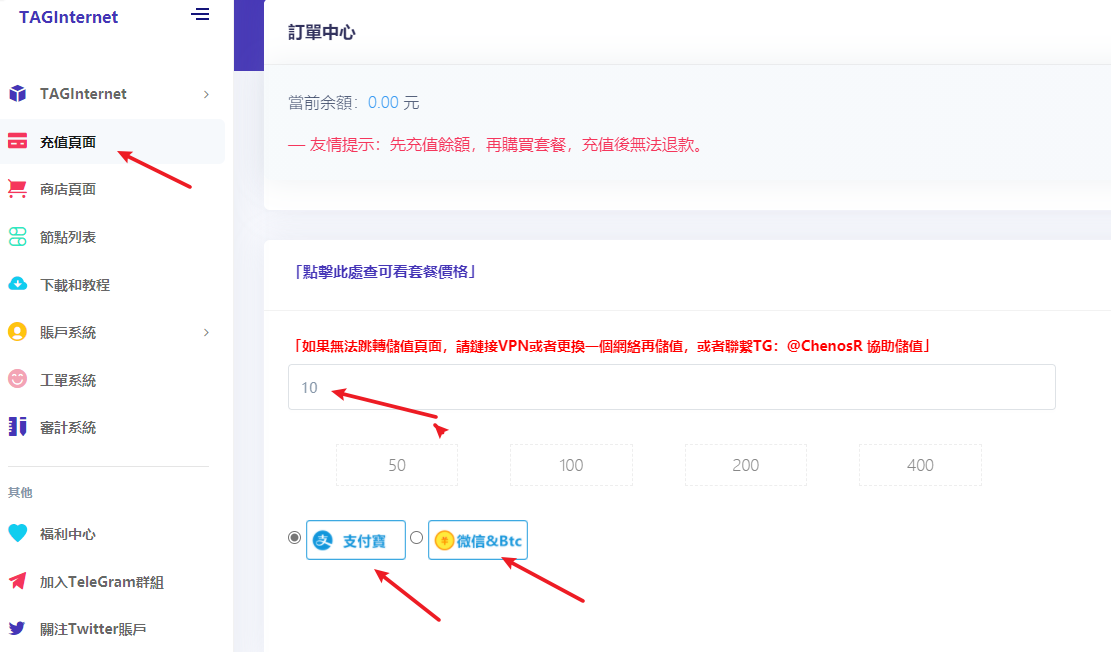 TAGInternet
TAGInternet
充值頁面
商店頁面
節點列表
下載和教程
賬戶系統
工單系統
審計系統
其他
福利中心
加入TeleGram群組
關注Twitter賬戶
訂單中心
當前余額：0.00 元
— 友情提示：先充值餘額，再購買套餐，充值後無法退款。
「點擊此處查可看套餐價格」
「如果無法跳轉儲值頁面，請鏈接VPN或者更換一個網絡再儲值，或者聯繫TG：@ChenosR 協助儲值」
10
50 100 200 400
支付寶 微信&Btc